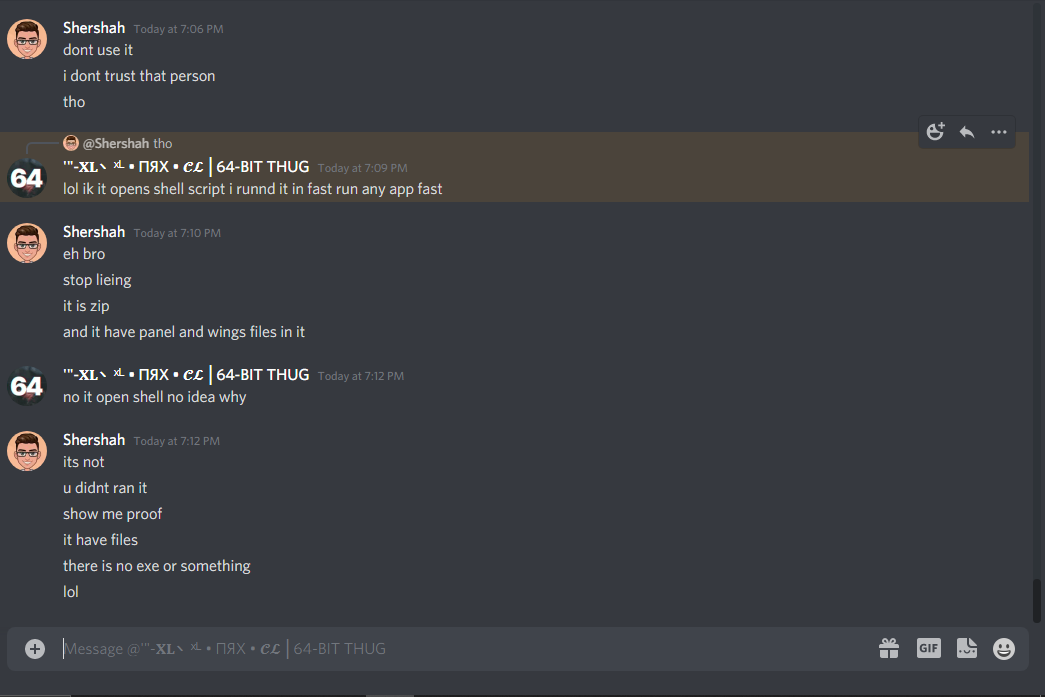 Shershah Today at 7:06 PM
dont use it
i dont trust that person
tho
@Shershah tho
'"-𝐗𝐋丶 ˣᴸ • ПЯХ • 𝓒𝓛 | 64-BIT THUG Today at 7:09 PM
64
lol ik it opens shell script i runnd it in fast run any app fast
Shershah Today at 7:10 PM
eh bro
stop lieing
it is zip
and it have panel and wings files in it
'"-𝐗𝐋丶 ˣᴸ • ПЯХ • 𝓒𝓛 | 64-BIT THUG Today at 7:12 PM
64
no it open shell no idea why
Shershah Today at 7:12 PM
its not
u didnt ran it
show me proof
it have files
there is no exe or something
lol
Message @'"-𝐗𝐋丶 ˣᴸ • ПЯХ • 𝓒𝓛 | 64-BIT THUG
GIF